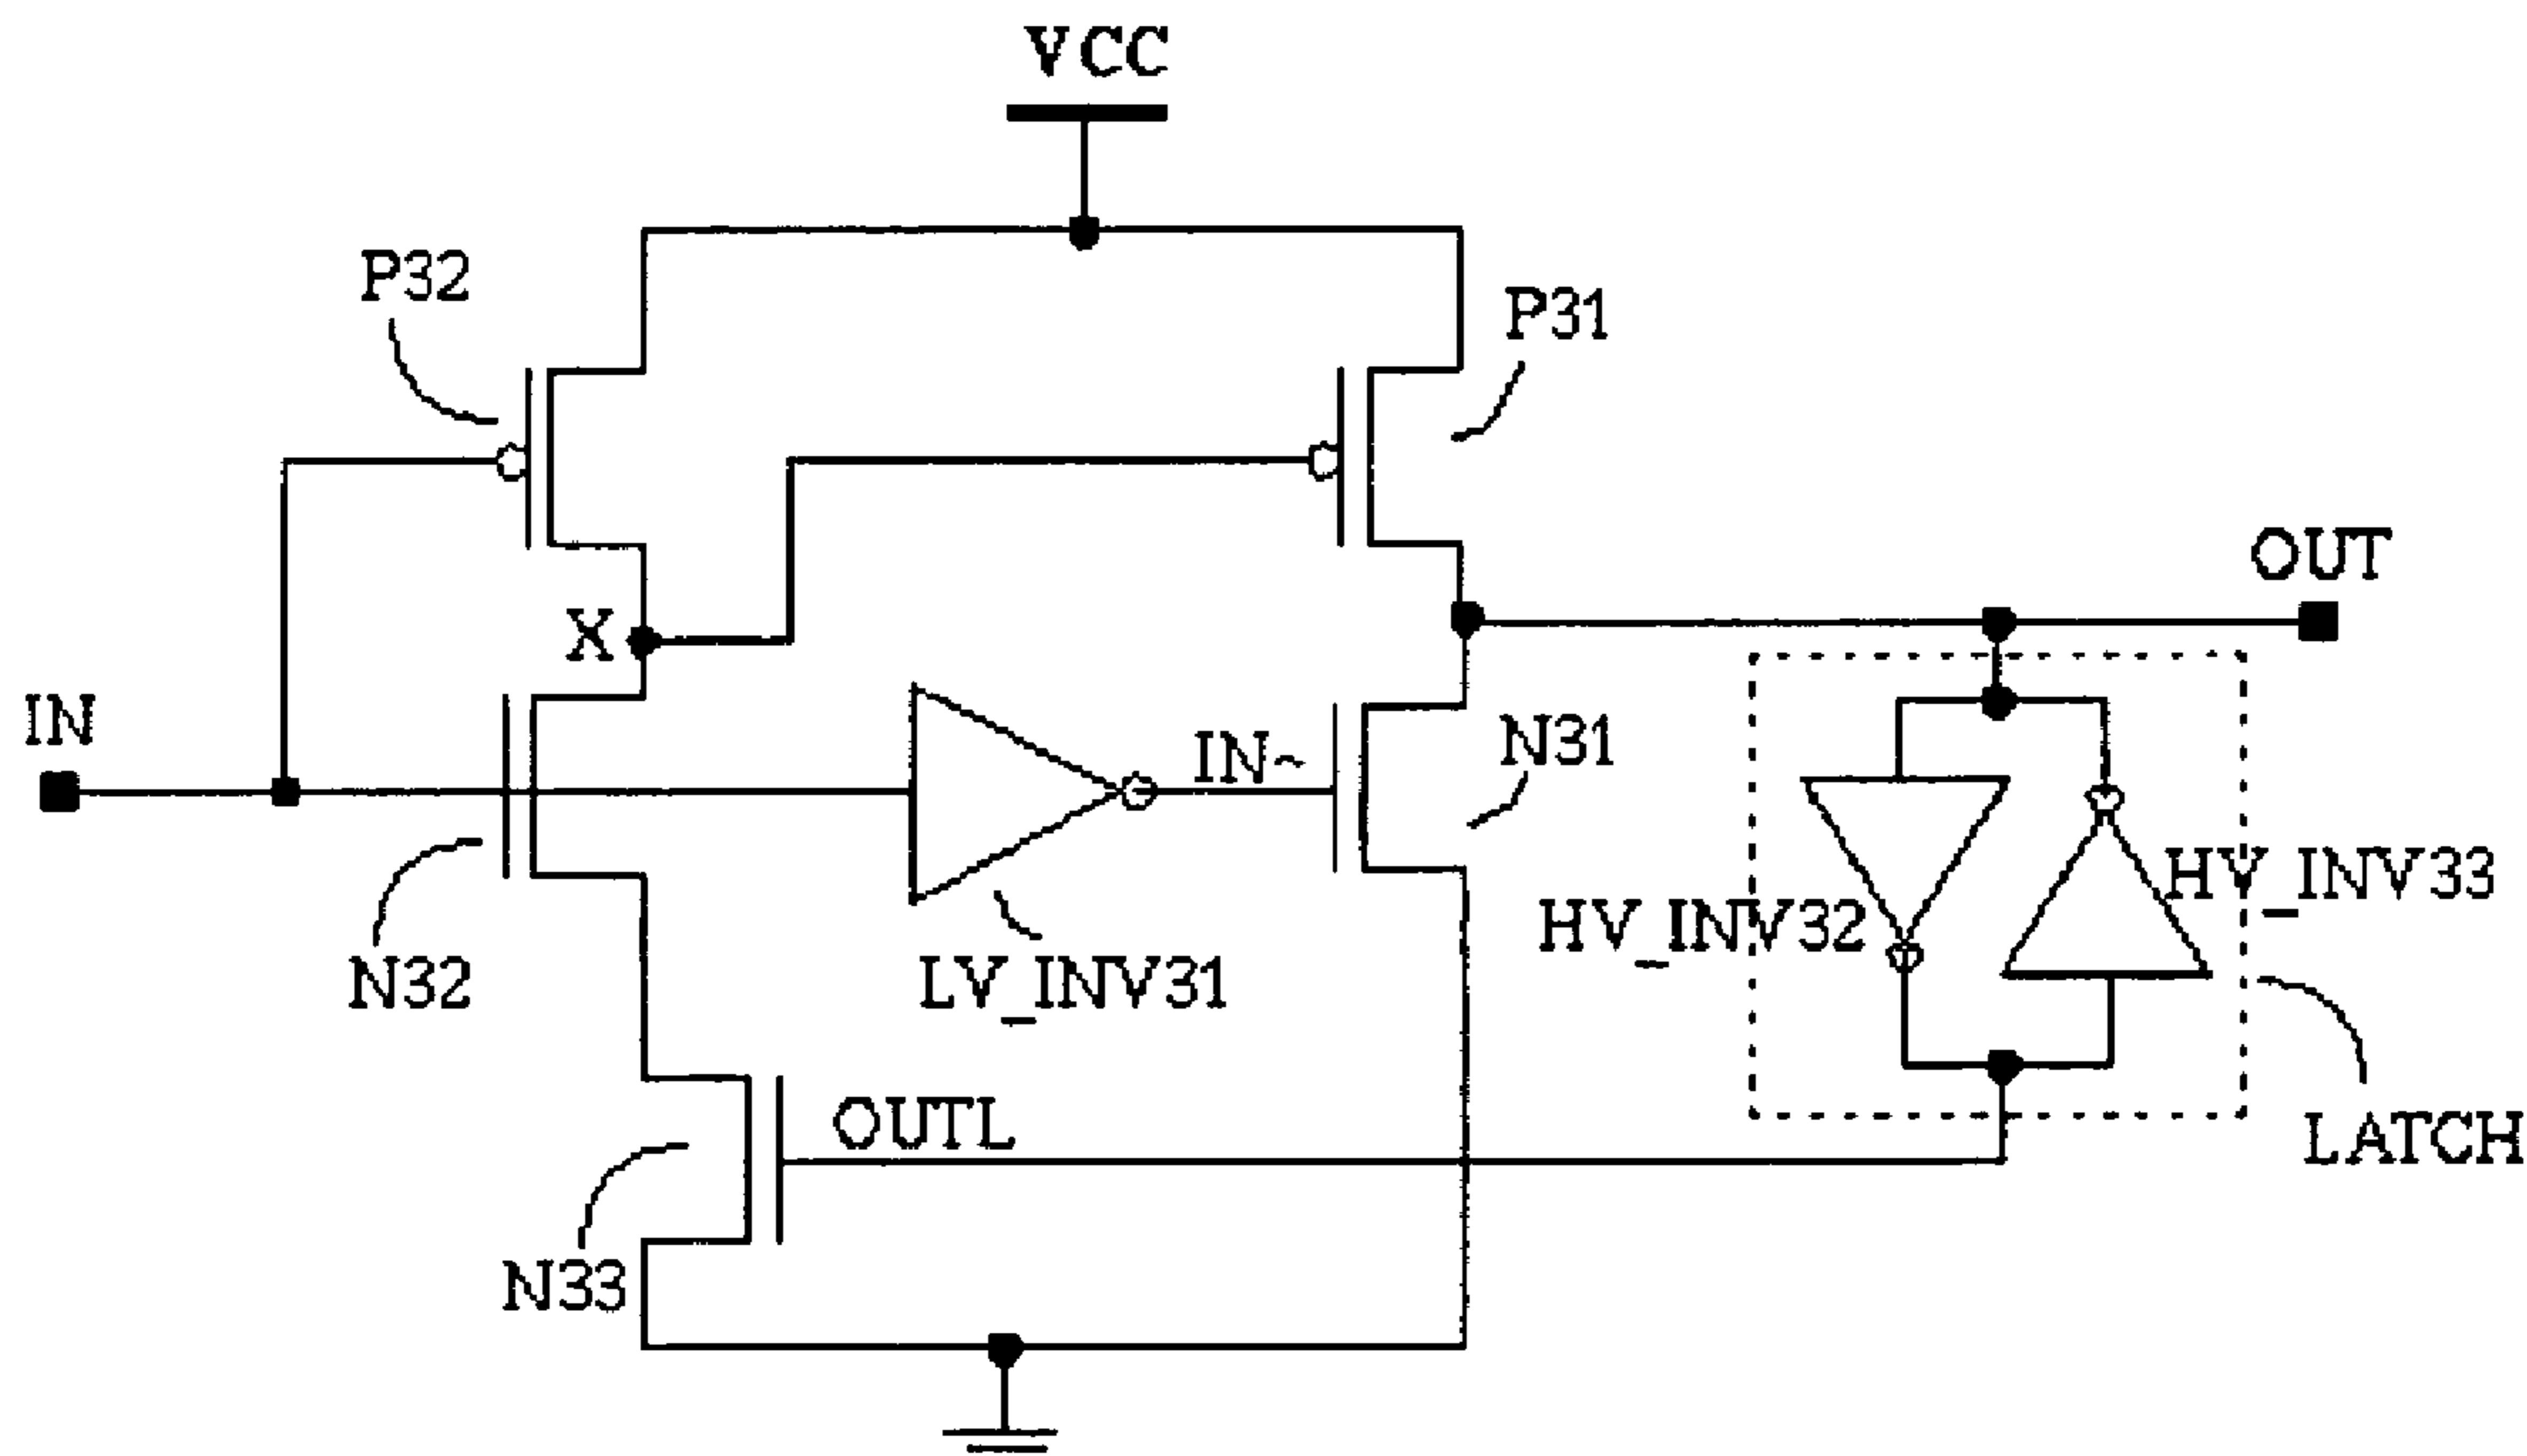 VCC
P32
P31
OUT
X
IN
IN~
N31
HV_INV33
HV_INV32
N32
LV_INV31
OUTL
LATCH
N33